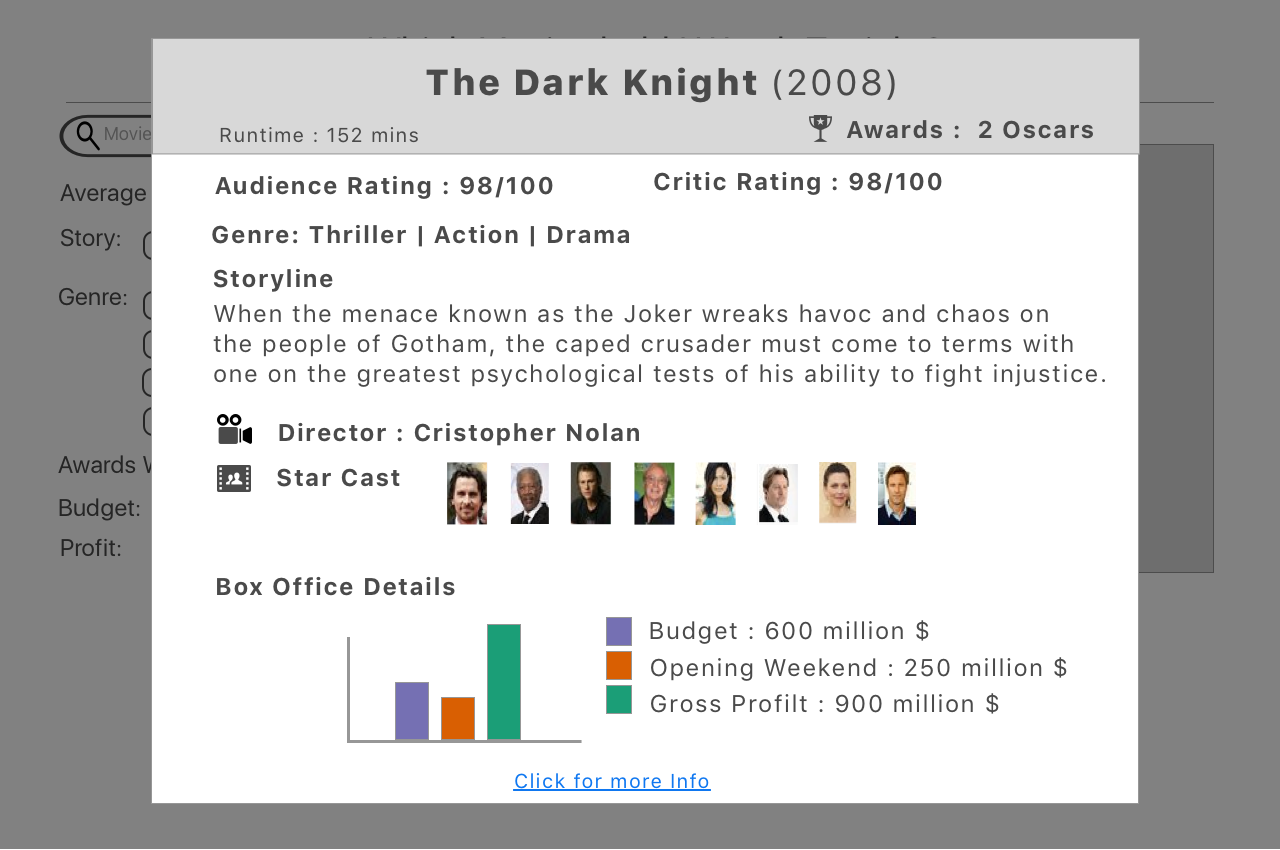 The Dark Knight (2008)
Runtime : 152 mins
Awards : 2 Oscars
Movie
Audience Rating : 98/100
Critic Rating : 98/100
Average
Story:
Genre: Thriller | Action | Drama
Storyline
Genre:
When the menace known as the Joker wreaks havoc and chaos on
the people of Gotham, the caped crusader must come to terms with
one on the greatest psychological tests of his ability to fight injustice.
Director : Cristopher Nolan
Awards
Star Cast
Budget:
Profit:
Box Office Details
Budget : 600 million $
Opening Weekend : 250 million $
Gross Profilt : 900 million $
Click for more Info